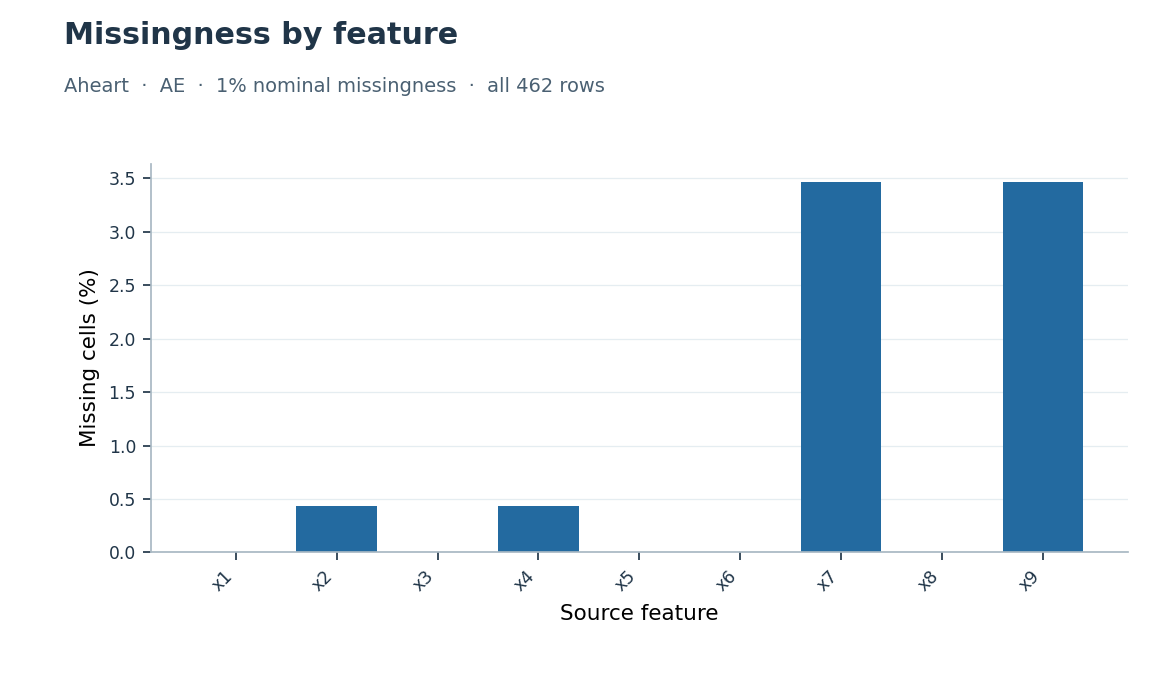 Missingness by feature
Aheart · AE · 1% nominal missingness · all 462 rows
Missing cells (%)
3.5
3.0
2.5
2.0
1.5
1.0
0.5
0.0
x1 x2 x3 x4 x5 x6 x7 x8 x9
Source feature